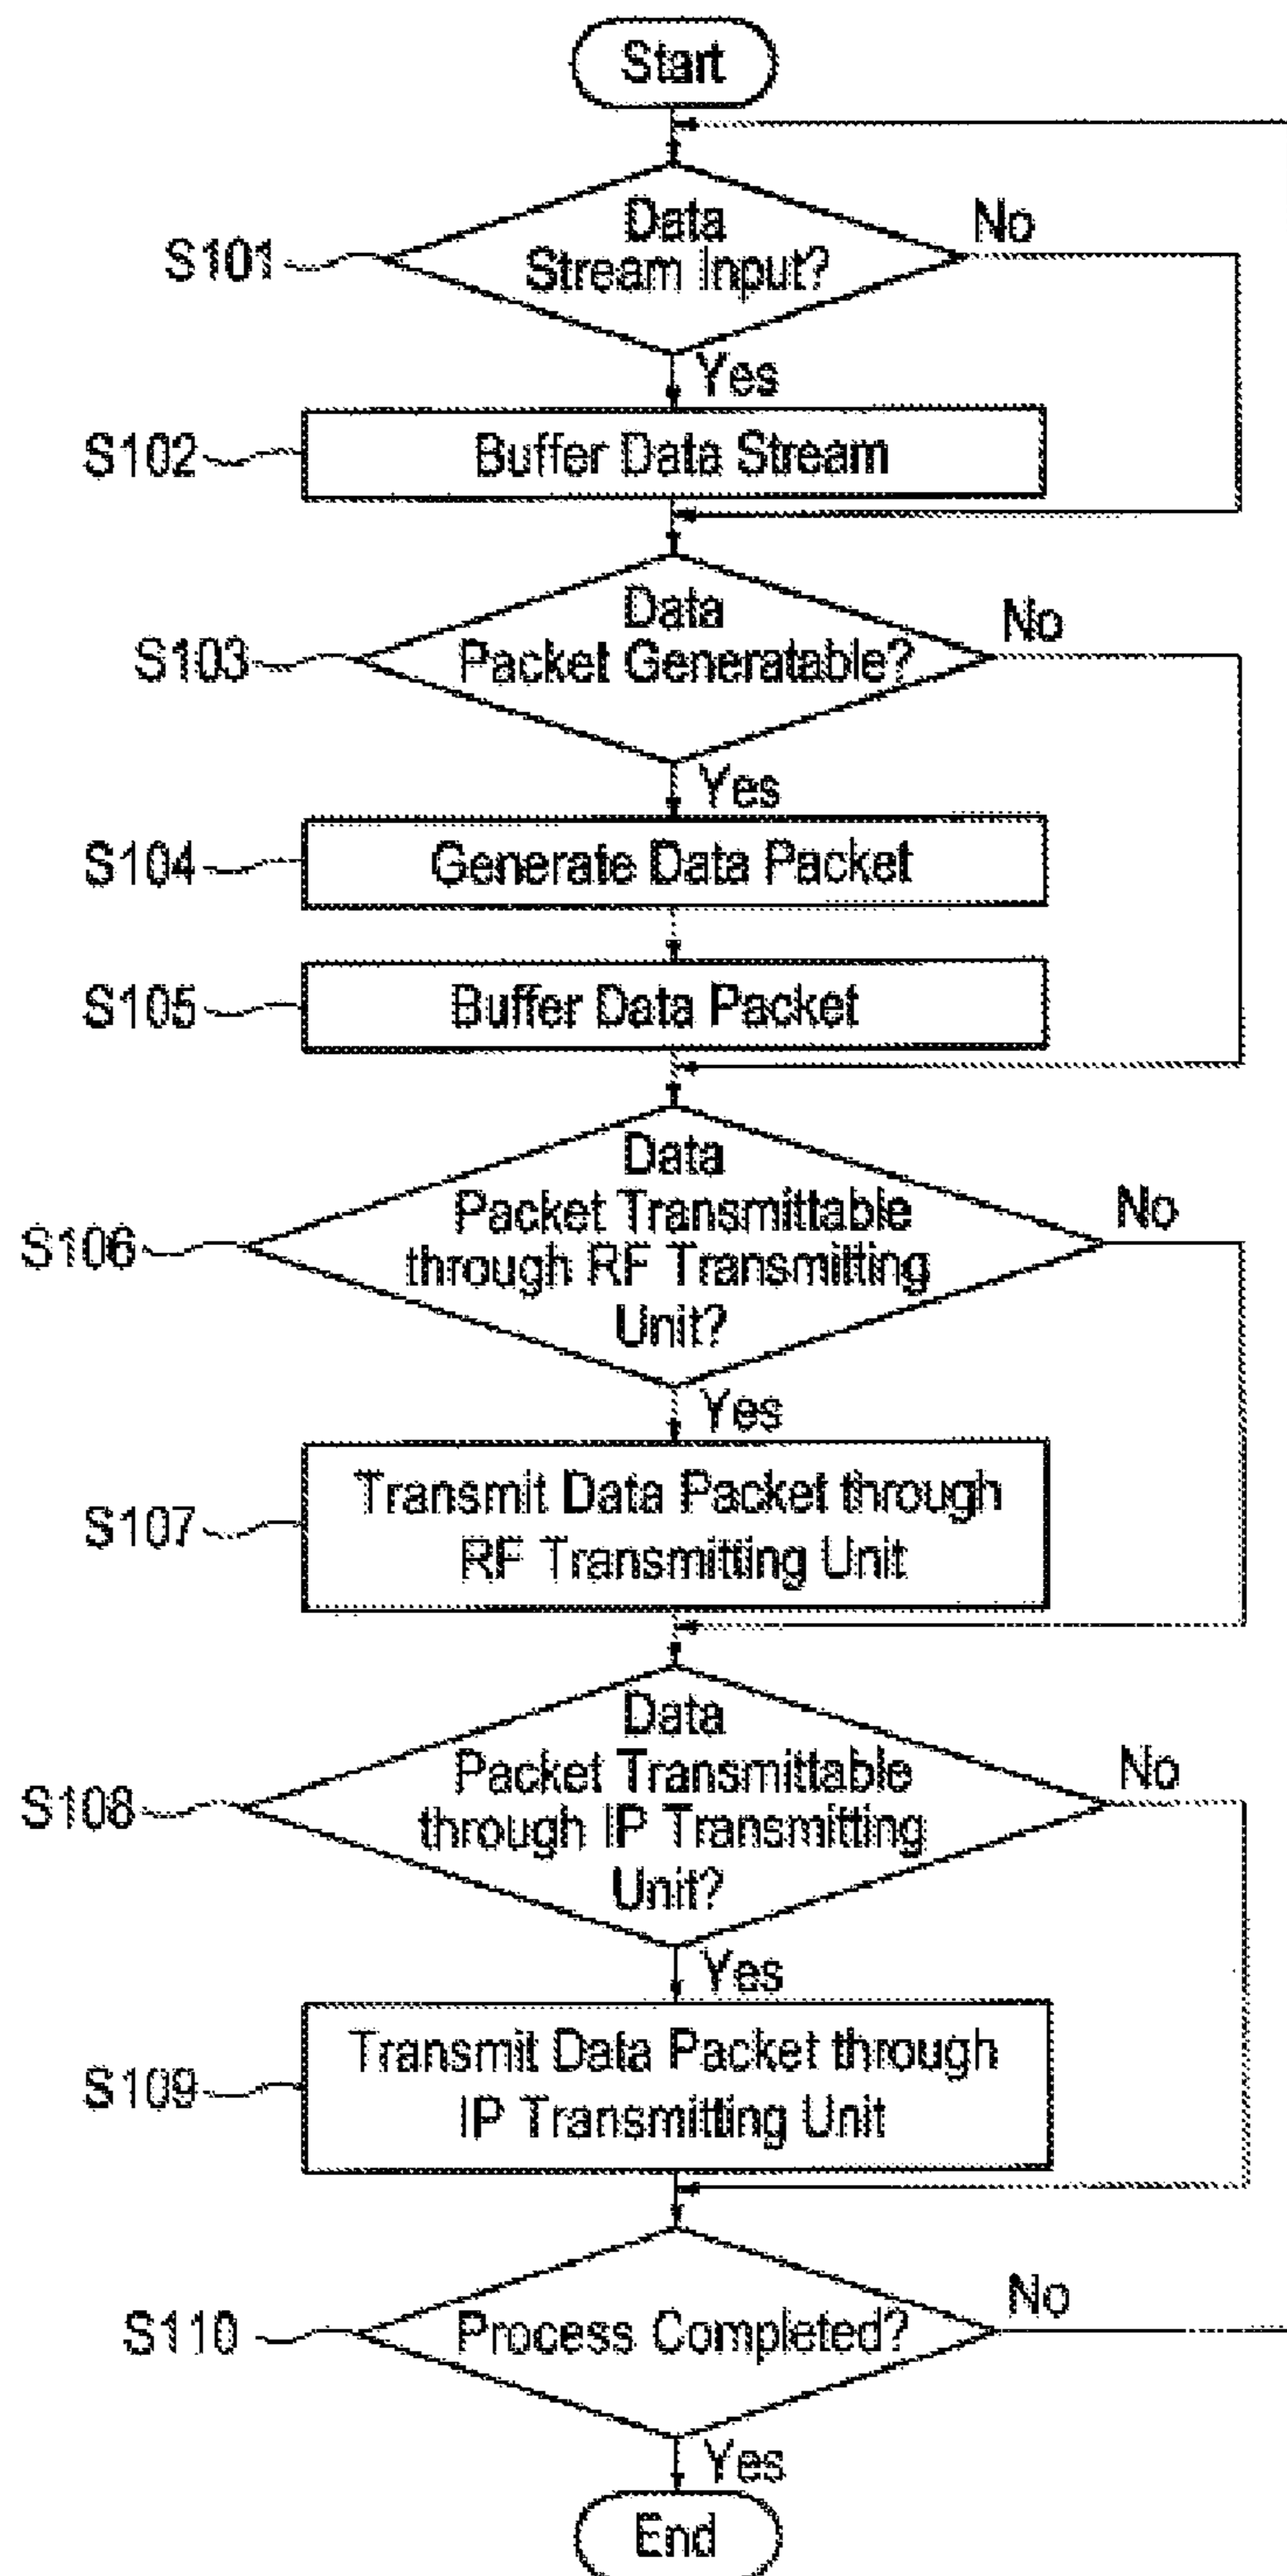 Start
Data
Stream Input?
No
S101
Yes
S102
Buffer Data Stream
Data
Packet Generatable?
No
S103
Yes
S104
Generate Data Packet
S105
Buffer Data Packet
Data
Packet Transmittable
through RF Transmitting
Unit?
No
S106
Yes
S107
Transmit Data Packet through
RF Transmitting Unit
Data
Packet Transmittable
through IP Transmitting
Unit?
No
S108
Yes
S109
Transmit Data Packet through
IP Transmitting Unit
S110
Process Completed?
No
Yes
End